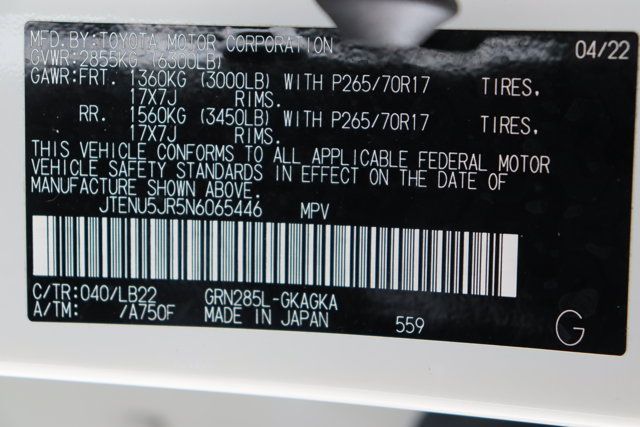 MFD.BY:TOYOTA MOTOR CORPORATION 04/22
GVWR:2855KG (6300LB)
GAWR:FRT. 1360KG (3000LB) WITH P265/70R17 TIRES,
17X7J RIMS.
RR. 1560KG (3450LB) WITH P265/70R17 TIRES,
17X7J RIMS.
THIS VEHICLE CONFORMS TO ALL APPLICABLE FEDERAL MOTOR
VEHICLE SAFETY STANDARDS IN EFFECT ON THE DATE OF
MANUFACTURE SHOWN ABOVE.
JTENU5JR5N6065446 MPV
C/TR:040/LB22 GRN285L-GKAGKA
A/TM: /A750F MADE IN JAPAN 559 G